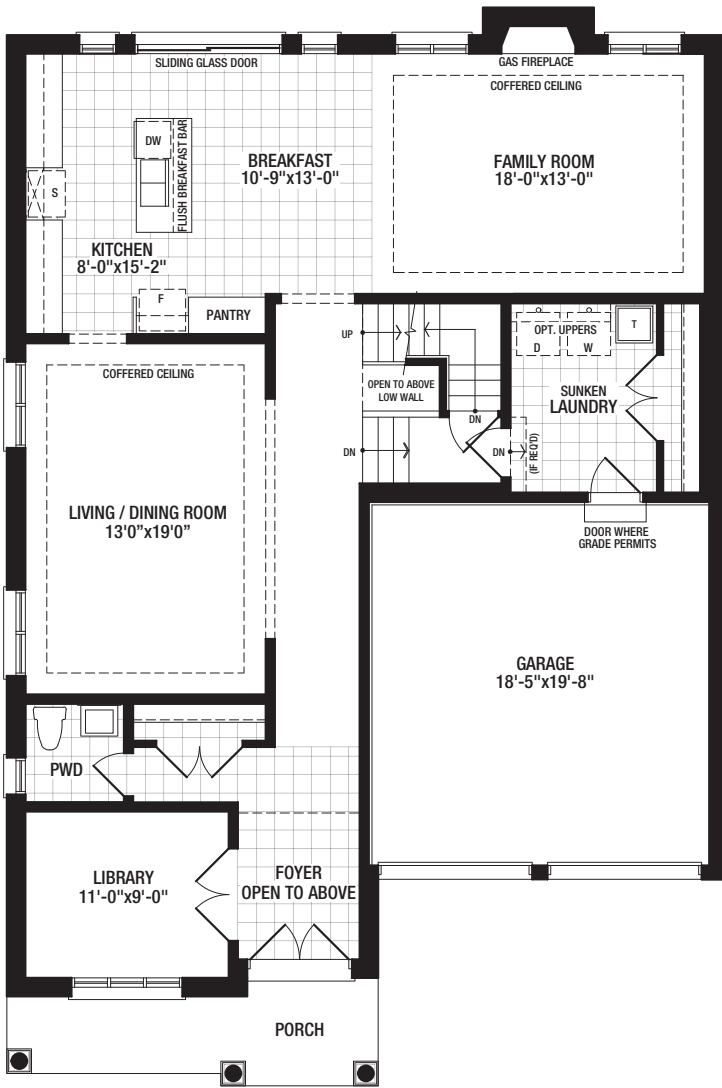 SLIDING GLASS DOOR
GAS FIREPLACE
COFFERED CEILING
DW
FLUSH BREAKFAST BAR
BREAKFAST
10'-9"x13'-0"
FAMILY ROOM
18'-0"x13'-0"
S
KITCHEN
8'-0"x15'-2"
F
PANTRY
UP
OPT. UPPERS
D
W
T
COFFERED CEILING
OPEN TO ABOVE
LOW WALL
SUNKEN
LAUNDRY
DN
DN
DN
(IF REQ'D)
LIVING / DINING ROOM
13'0"x19'0”
DOOR WHERE
GRADE PERMITS
GARAGE
18'-5"x19'-8"
PWD
LIBRARY
11'-0"x9'-0"
FOYER
OPEN TO ABOVE
PORCH